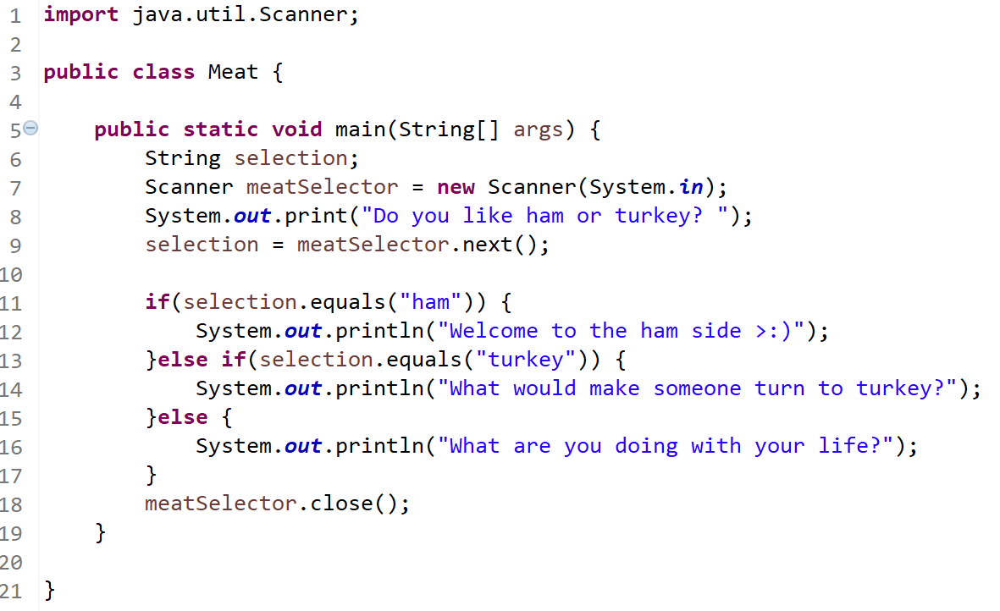 1 import java.util.Scanner;
2
3 public class Meat {
4
5     public static void main(String[] args) {
6         String selection;
7         Scanner meatSelector = new Scanner(System.in);
8         System.out.print("Do you like ham or turkey? ");
9         selection = meatSelector.next();
10
11         if(selection.equals("ham")) {
12             System.out.println("Welcome to the ham side >:)");
13         }else if(selection.equals("turkey")) {
14             System.out.println("What would make someone turn to turkey?");
15         }else {
16             System.out.println("What are you doing with your life?");
17         }
18         meatSelector.close();
19     }
20
21 }